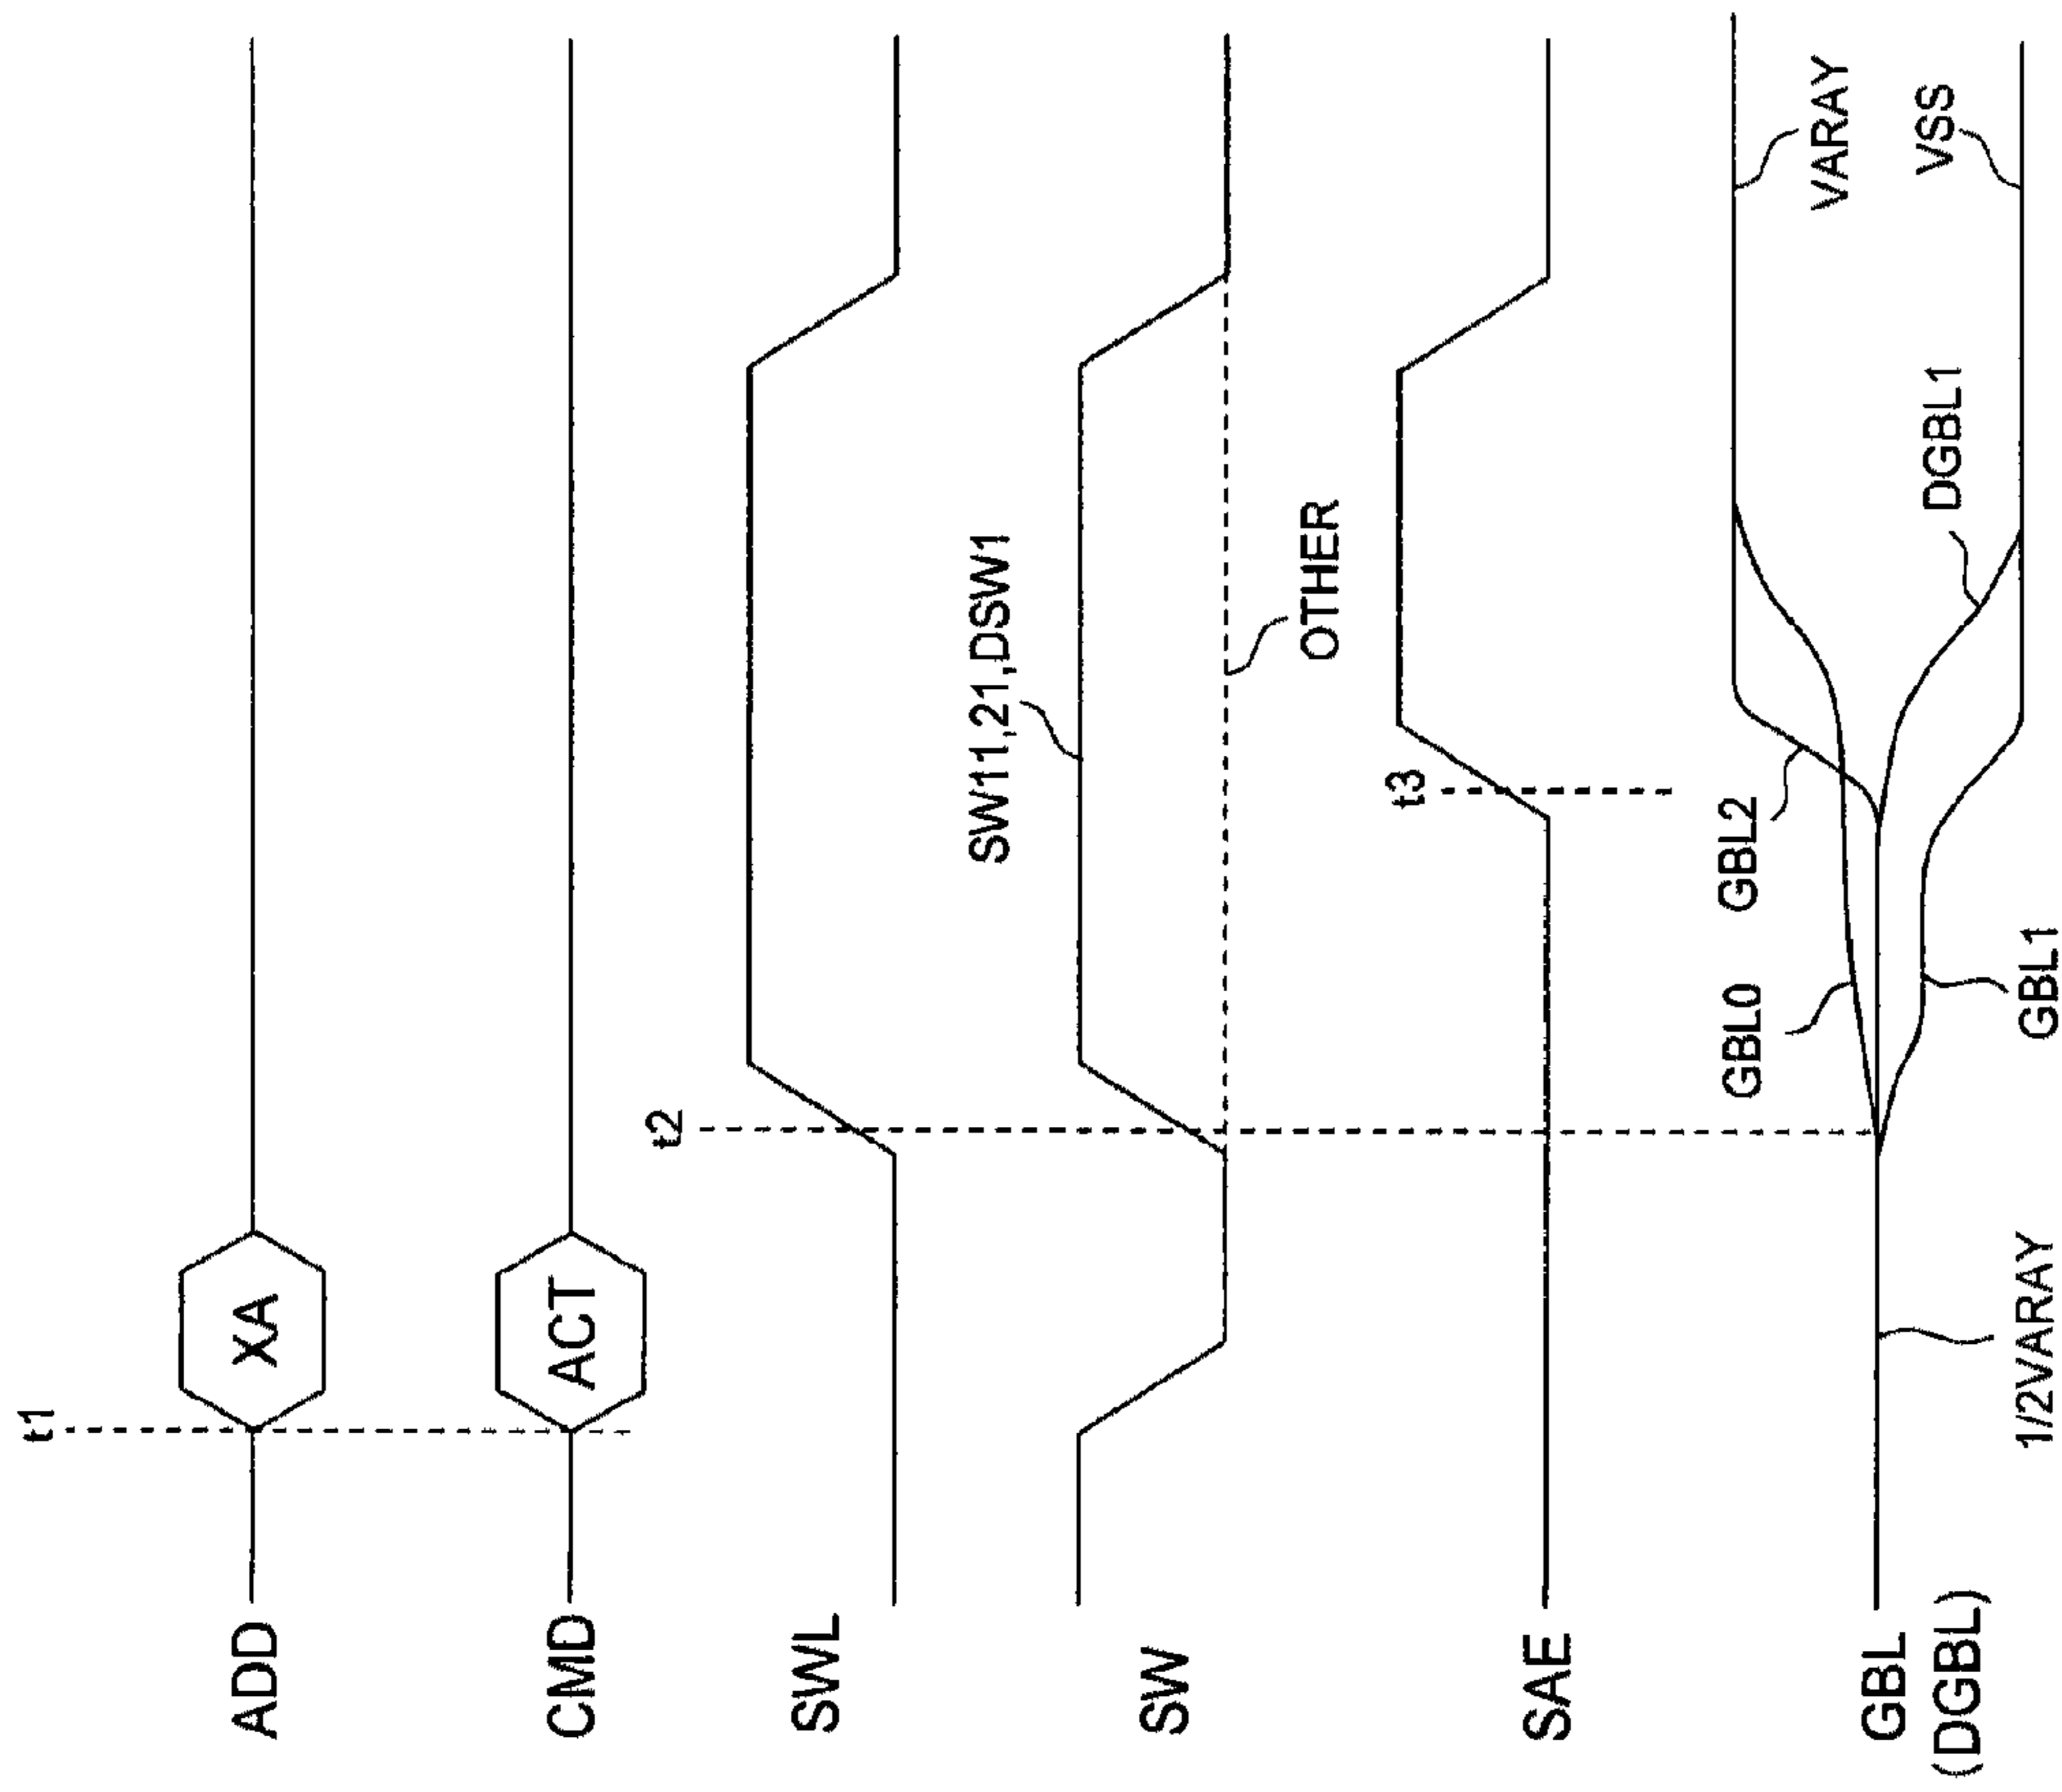 t1
ADD
XA
CMD
ACT
t2
SWL
SW11,21,DSW1
SW
OTHER
t3
SAE
GBL0
GBL2
VARAY
GBL
(DGBL)
1/2VARAY
GBL1
DGBL1
VSS